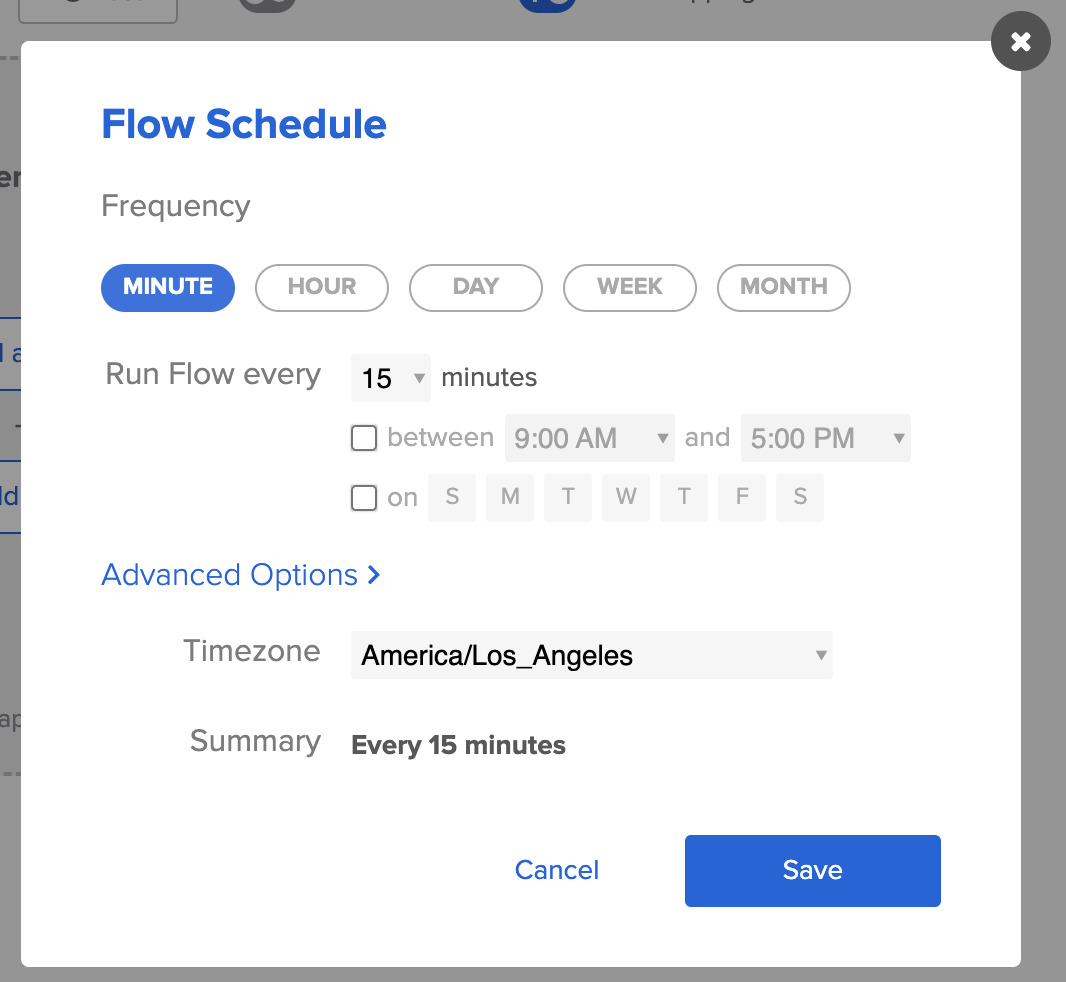 Flow Schedule
Frequency
MINUTE HOUR DAY WEEK MONTH
Run Flow every 15 minutes
between 9:00 AM and 5:00 PM
on S M T W T F S
Advanced Options
Timezone America/Los_Angeles
Summary Every 15 minutes
Cancel Save